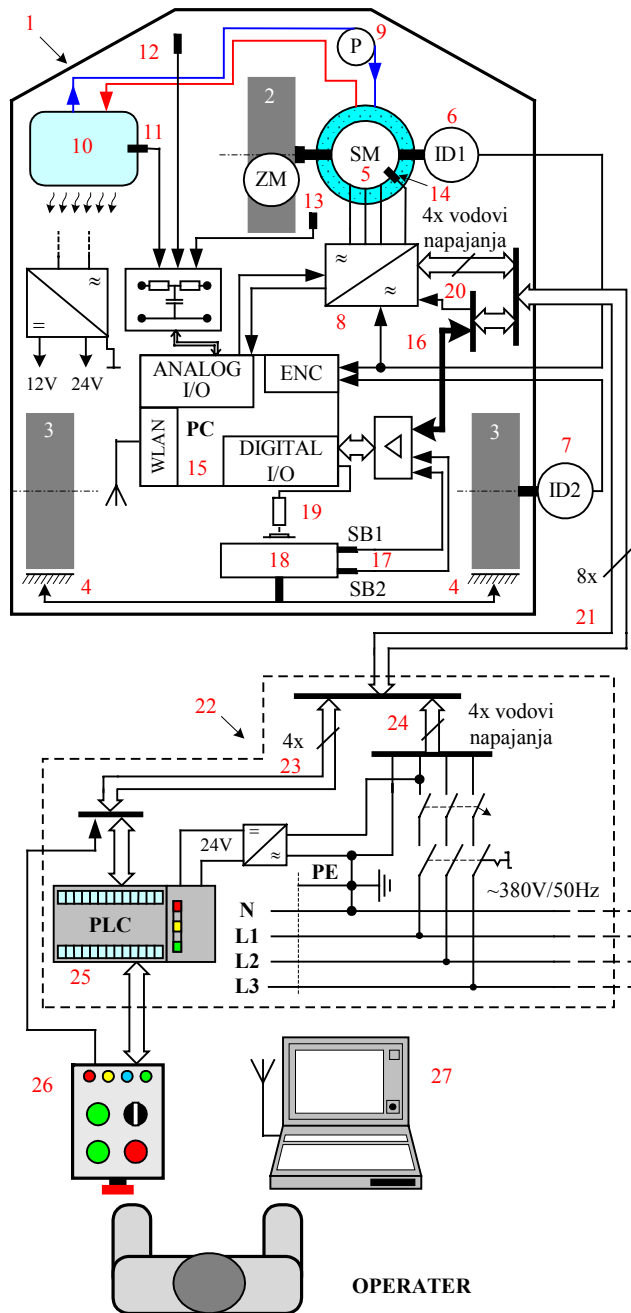 1
12
P
9
2
6
10
11
SM
5
ID1
ZM
14
13
4x vodovi
napajanja
≈
=
≈
≈
20
8
16
12V
24V
ANALOG
I/O
ENC
3
WLAN
PC
15
DIGITAL
I/O
3
7
ID2
19
SB1
18
17
SB2
4
4
8x
21
22
24
4x vodovi
napajanja
4x
23
24V
=
≈
PE
~380V/50Hz
PLC
N
L1
25
L2
L3
26
27
OPERATER